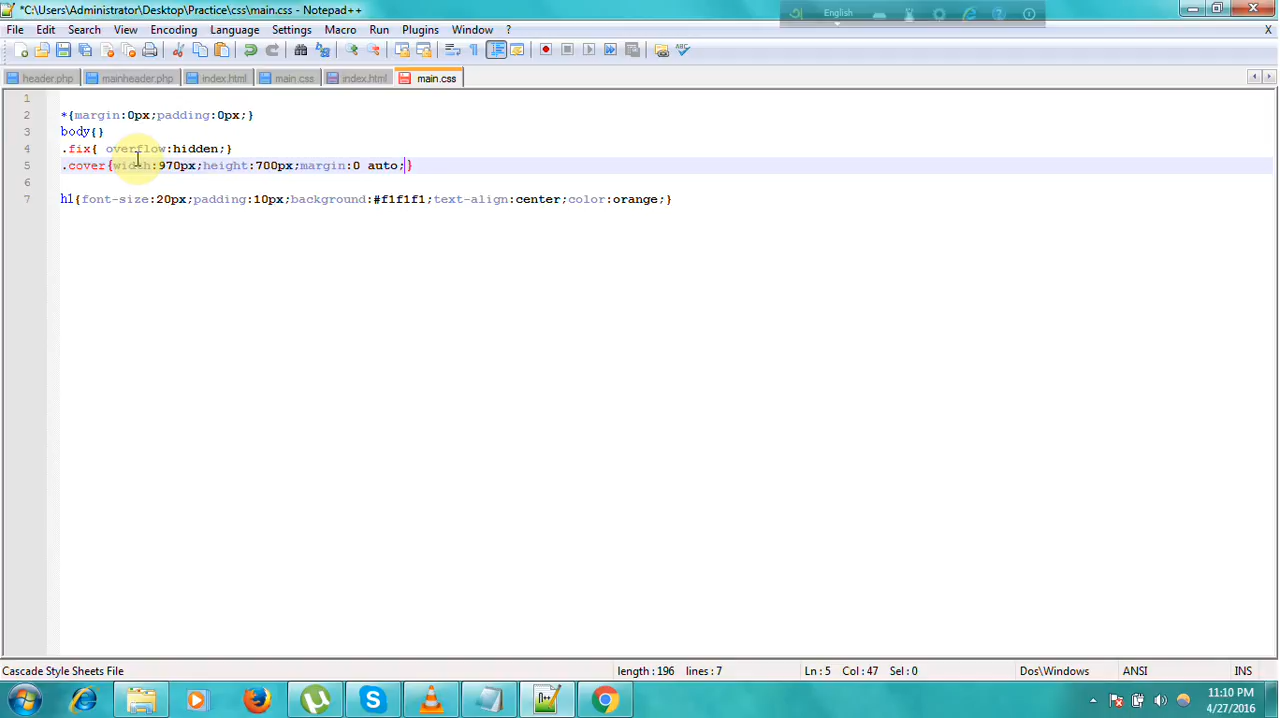 *C:\Users\Administrator\Desktop\Practice\css\main.css - Notepad++
English
File Edit Search View Encoding Language Settings Macro Run Plugins Window ? X
header.php mainheader.php index.html main.css index.html main.css
1
2 *{margin:0px;padding:0px;}
3 body{}
4 .fix{ overflow:hidden;}
5 .cover{width:970px;height:700px;margin:0 auto;}
6
7 h1{font-size:20px;padding:10px;background:#f1f1f1;text-align:center;color:orange;}
Cascade Style Sheets File length : 196 lines : 7 Ln : 5 Col : 47 Sel : 0 Dos\Windows ANSI INS
11:10 PM
4/27/2016